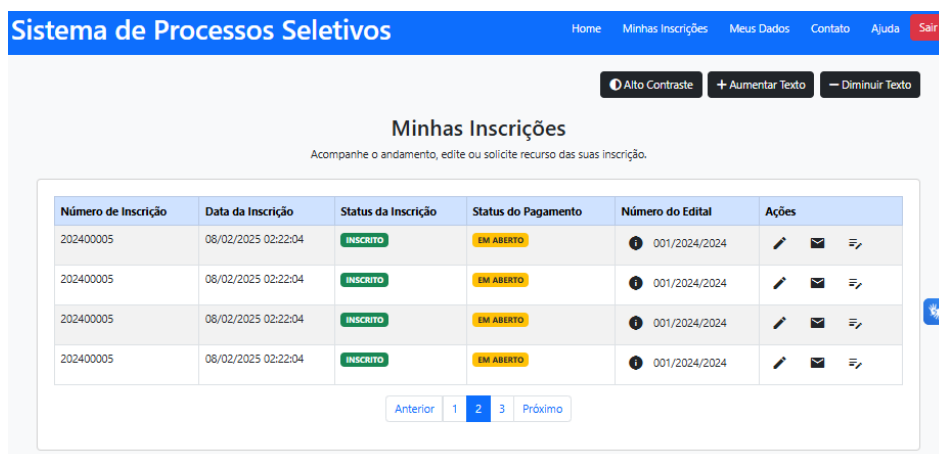 Sistema de Processos Seletivos Home Minhas Inscrições Meus Dados Contato Ajuda Sair
Alto Contraste + Aumentar Texto − Diminuir Texto
Minhas Inscrições
Acompanhe o andamento, edite ou solicite recurso das suas inscrição.
Número de Inscrição Data da Inscrição Status da Inscrição Status do Pagamento Número do Edital Ações
202400005 08/02/2025 02:22:04 INSCRITO EM ABERTO 001/2024/2024
202400005 08/02/2025 02:22:04 INSCRITO EM ABERTO 001/2024/2024
202400005 08/02/2025 02:22:04 INSCRITO EM ABERTO 001/2024/2024
202400005 08/02/2025 02:22:04 INSCRITO EM ABERTO 001/2024/2024
Anterior 1 2 3 Próximo